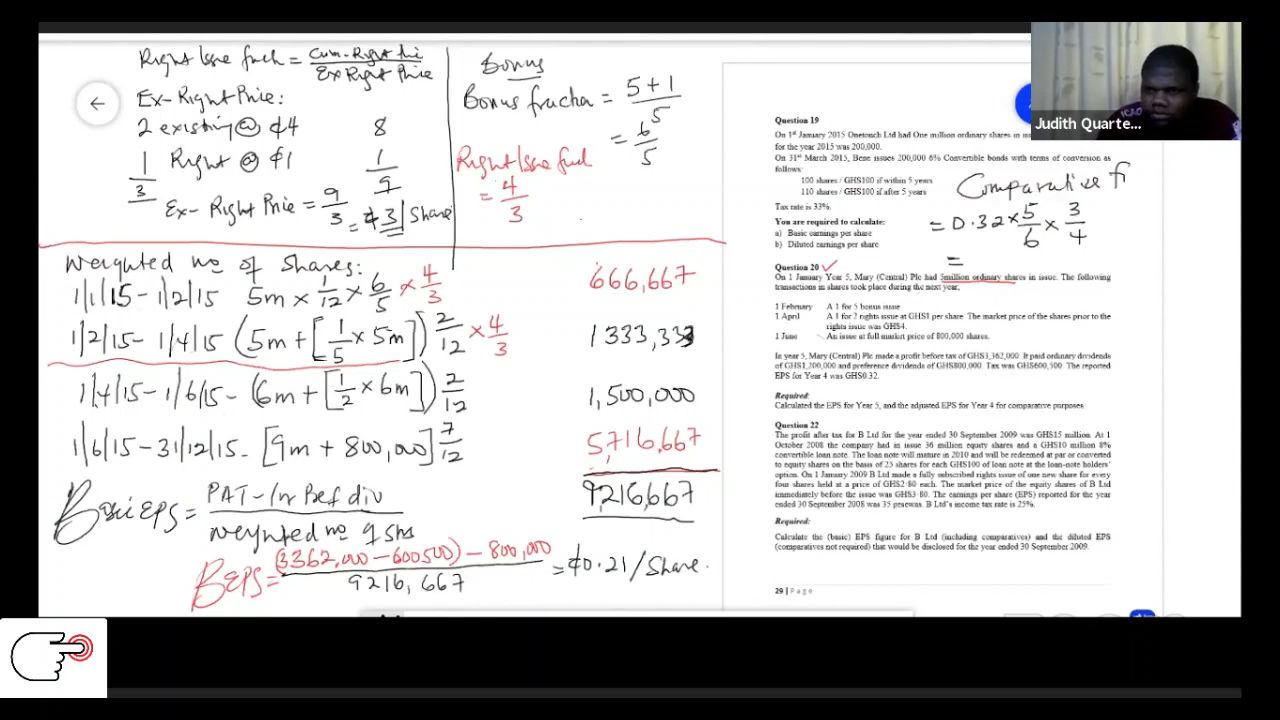 Right Issue frach = Cum-Right Price
Ex Right Price
Ex-Right Price:
2 existing @ ¢4 8
1 Right @ ¢1 1
3 9
Ex-Right Price = 9/3 = ¢3/Share
Bonus
Bonus fraction = 5+1
5
= 6/5
Right Issue frach
= 4/3
Weighted no of Shares:
1/1/15 - 1/2/15 5m × 1/12 × 6/5 × 4/3 666,667
1/2/15 - 1/4/15 (5m + [1/5 × 5m]) 2/12 × 4/3 1333,333
1/4/15 - 1/6/15 - (6m + [1/2 × 6m]) 2/12 1,500,000
1/6/15 - 31/12/15 - [9m + 800,000] 7/12 5,716,667
9216,667
Basic EPS = PAT - Irr Pref div
weighted no of shs
BEPS = (3362,000 - 600500) - 800,000
9216,667
= ¢0.21/Share.
Judith Quarte...
Question 19
On 1st January 2015 Onetouch Ltd had One million ordinary shares in
for the year 2015 was 200,000.
On 31st March 2015, Bene issues 200,000 6% Convertible bonds with terms of conversion as
follows:
100 shares / GHS100 if within 5 years
110 shares / GHS100 if after 5 years
Tax rate is 33%.
You are required to calculate:
a) Basic earnings per share
b) Diluted earnings per share
Comparative f
= 0.32 × 5/6 × 3/4
=
Question 20
On 1 January Year 5, Mary (Central) Plc had 5million ordinary shares in issue. The following
transactions in shares took place during the next year;
1 February A 1 for 5 bonus issue
1 April A 1 for 2 rights issue at GHS1 per share The market price of the shares prior to the
rights issue was GHS4.
1 June An issue at full market price of 800,000 shares.
In year 5, Mary (Central) Plc made a profit before tax of GHS3,362,000. It paid ordinary dividends
of GHS1,200,000 and preference dividends of GHS800,000. Tax was GHS600,500. The reported
EPS for Year 4 was GHS0.32.
Required:
Calculated the EPS for Year 5, and the adjusted EPS for Year 4 for comparative purposes.
Question 22
The profit after tax for B Ltd for the year ended 30 September 2009 was GHS15 million. At 1
October 2008 the company had in issue 36 million equity shares and a GHS10 million 8%
convertible loan note. The loan note will mature in 2010 and will be redeemed at par or converted
to equity shares on the basis of 25 shares for each GHS100 of loan note at the loan-note holders'
option. On 1 January 2009 B Ltd made a fully subscribed rights issue of one new share for every
four shares held at a price of GHS2·80 each. The market price of the equity shares of B Ltd
immediately before the issue was GHS3·80. The earnings per share (EPS) reported for the year
ended 30 September 2008 was 35 pesewas. B Ltd's income tax rate is 25%.
Required:
Calculate the (basic) EPS figure for B Ltd (including comparatives) and the diluted EPS
(comparatives not required) that would be disclosed for the year ended 30 September 2009.
29 | Page